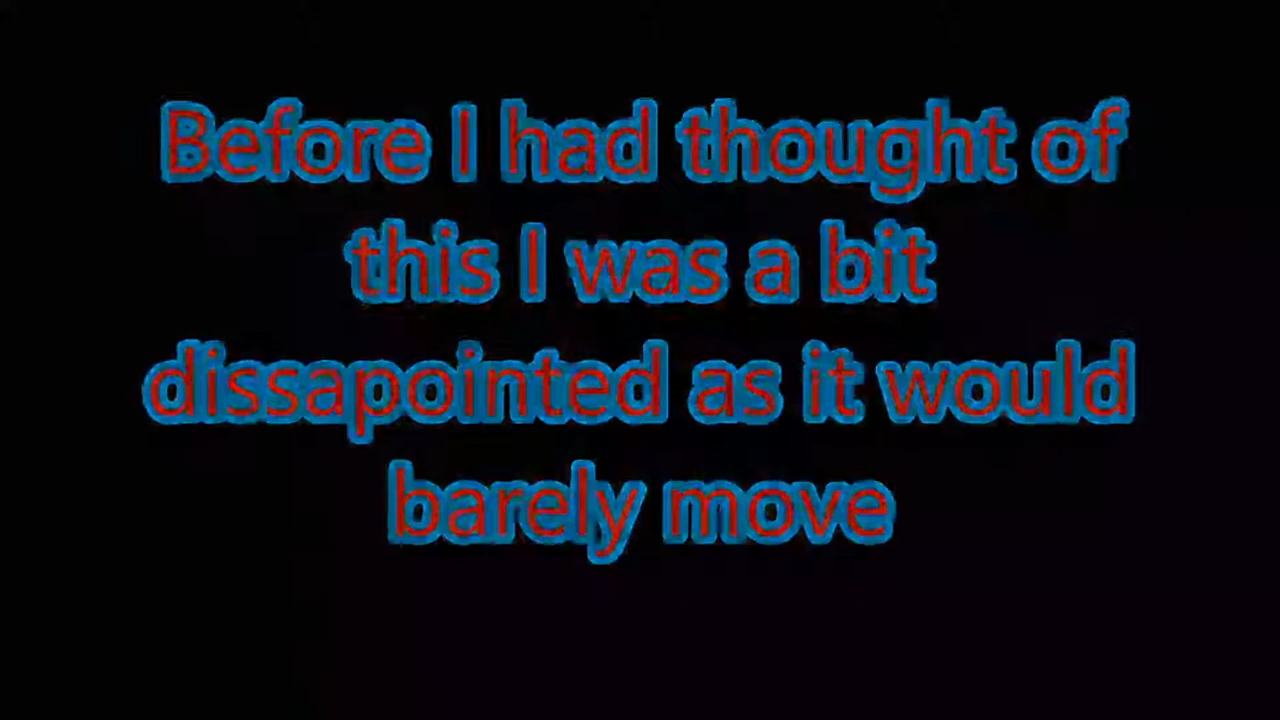 Before I had thought of
this I was a bit
dissapointed as it would
barely move